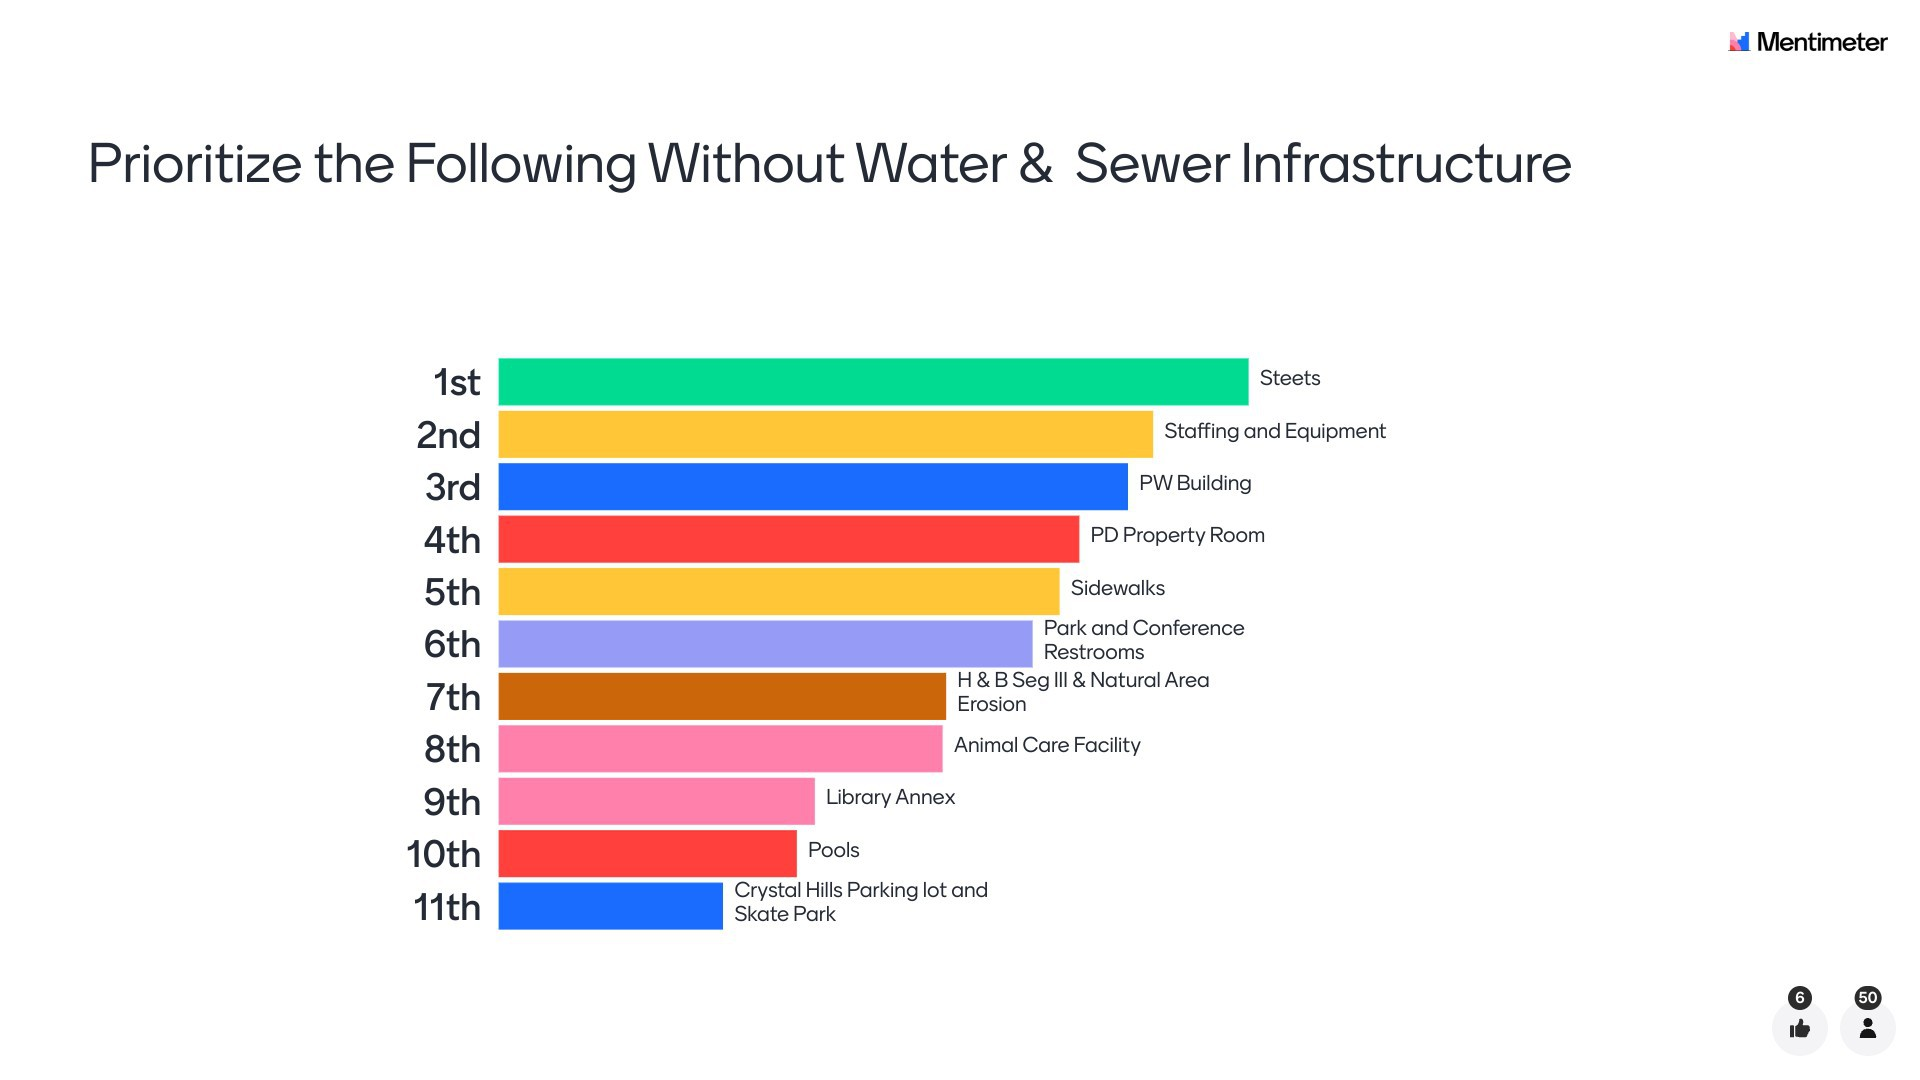 Mentimeter
Prioritize the Following Without Water & Sewer Infrastructure
1st Steets
2nd Staffing and Equipment
3rd PW Building
4th PD Property Room
5th Sidewalks
6th Park and Conference
Restrooms
7th H & B Seg III & Natural Area
Erosion
8th Animal Care Facility
9th Library Annex
10th Pools
11th Crystal Hills Parking lot and
Skate Park
6 50